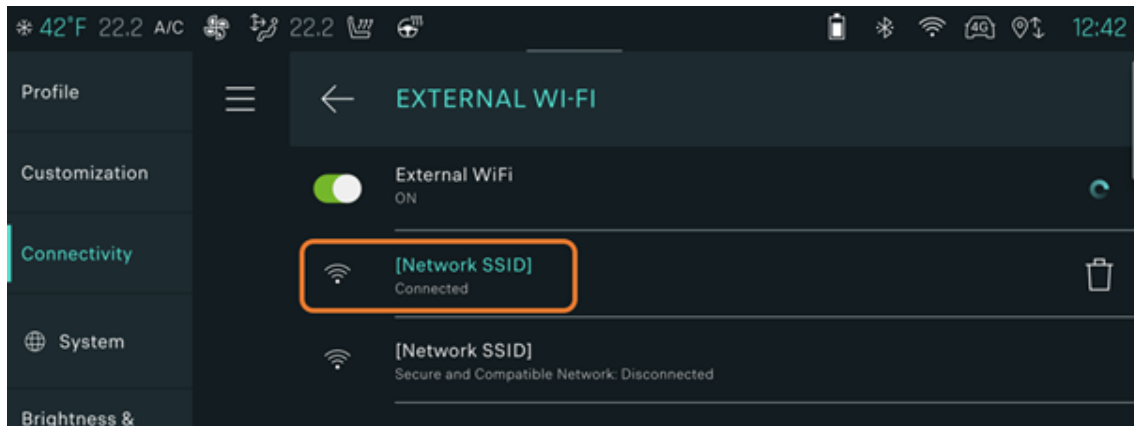 42°F 22.2 A/C 22.2 4G 12:42
Profile
EXTERNAL WI-FI
Customization
External WiFi
ON
Connectivity
[Network SSID]
Connected
System
[Network SSID]
Secure and Compatible Network: Disconnected
Brightness &